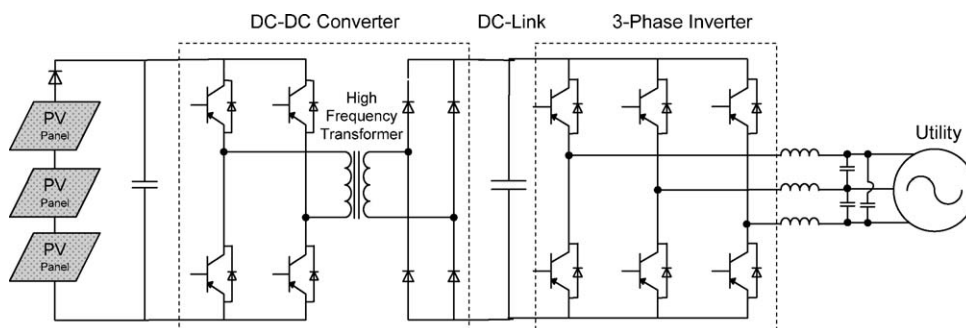 DC-DC Converter
DC-Link
3-Phase Inverter
PV
Panel
PV
Panel
PV
Panel
High
Frequency
Transformer
Utility